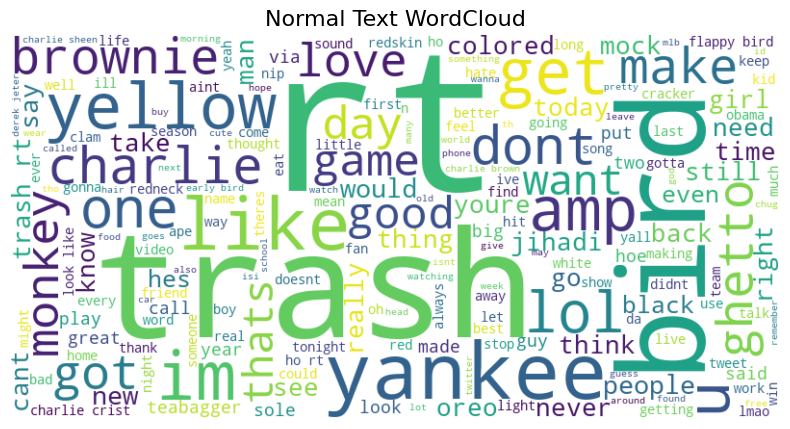 Normal Text WordCloud
charlie sheen life morning yeah via sound redskin ho colored long mock mlb flappy bird id
brownie man love nip aint hope first n get something wanna make keep kid
derek jeter say well ill buy rt day better today hate cracker girl obama
yellow clam season cute come little feel going song put last need
wear take thought eat many th pretty leave
trash rt ever called charlie next game world phone dont two gotta time
gonna hair early bird watch would charlie brown ive find want still even much
monkey tho redneck name theres mean old good youre hit god chug
one ape way like fan thing big amp yall back bird ghetto
look like know food goes isi school give jihadi hoe making right
video also doesnt isnt may white team
hes every car trash watching go show didnt
might friend boy really oh always week away lol black use talk remember
cant play call word someone real head da live
great thank tonight red made let best stop guy think tweet said
home got im year ho rt could see yankee guess people u work win
bad new night thats twitter found
teabagger sole look lot oreo light never around getting free lmao
charlie crist